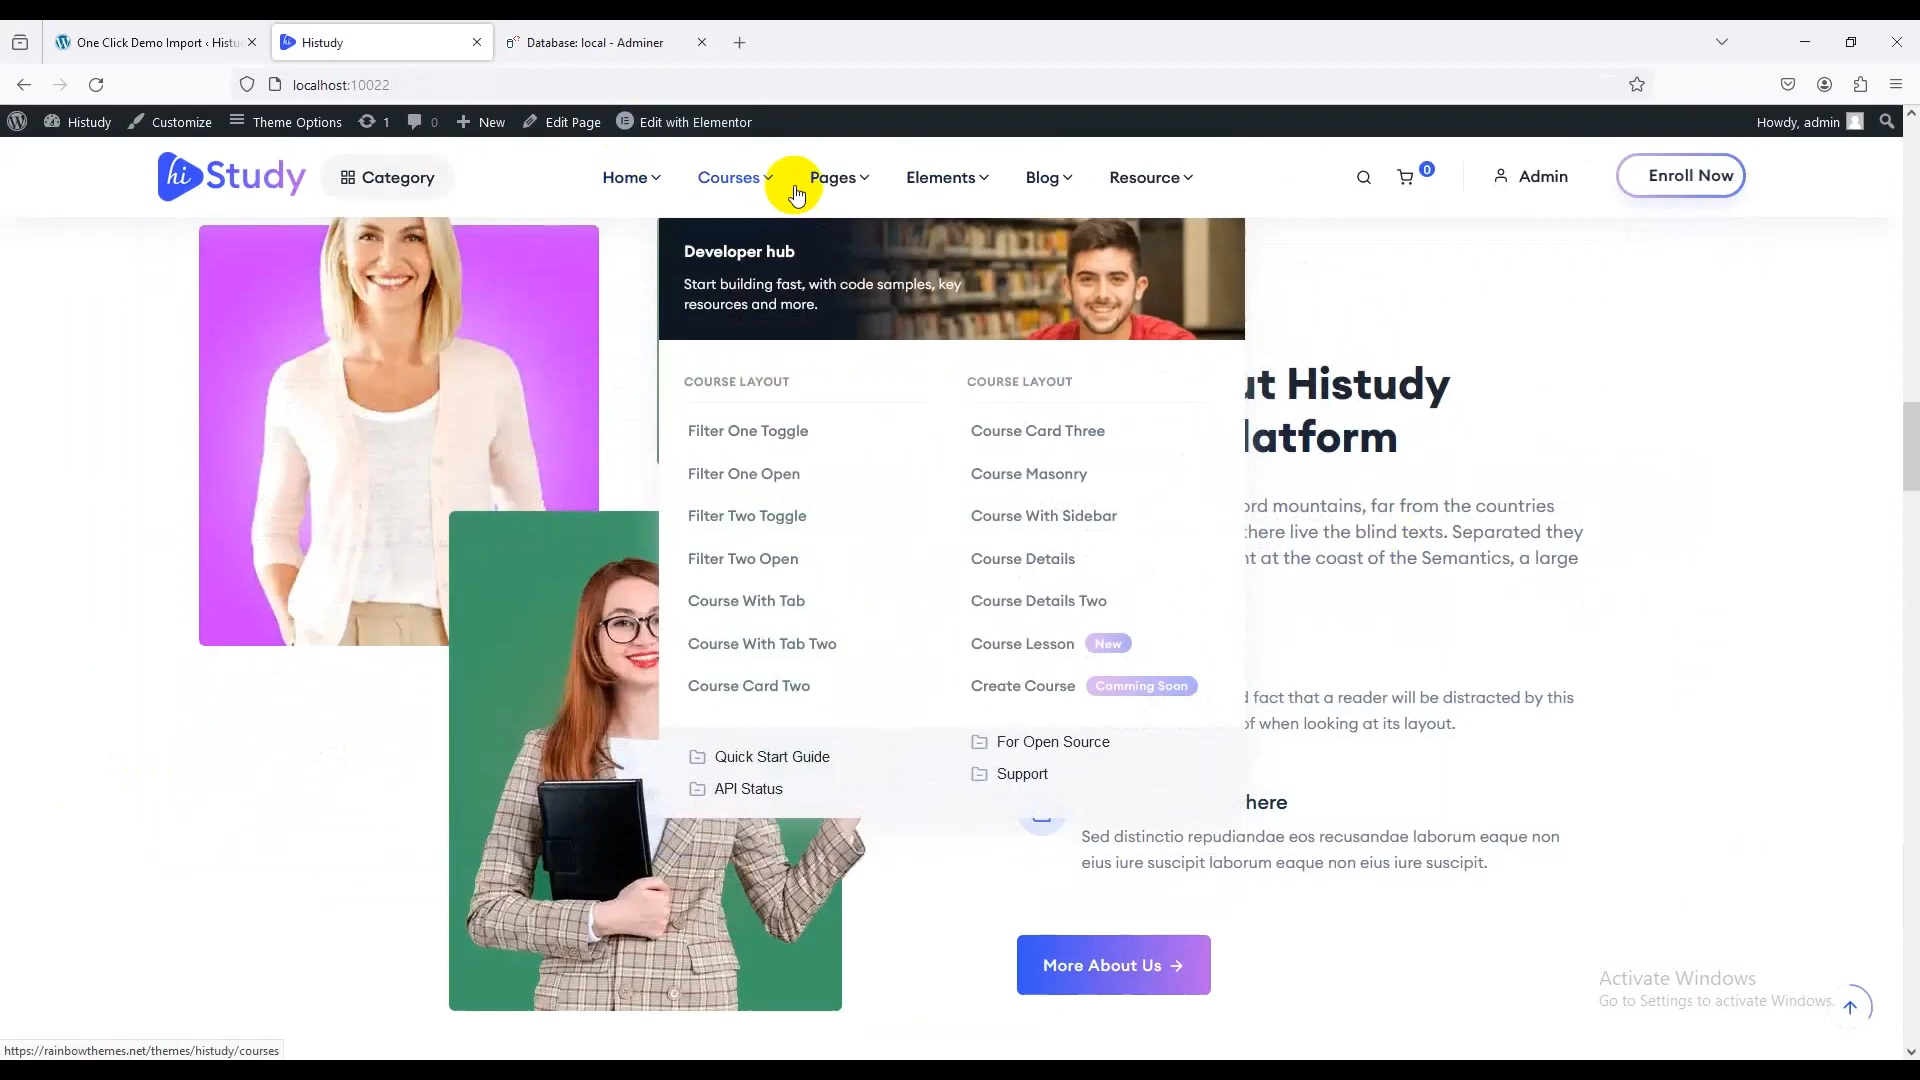 One Click Demo Import ‹ Histu
Histudy
Database: local - Adminer
localhost:10022
Histudy
Customize
Theme Options
1
0
New
Edit Page
Edit with Elementor
Howdy, admin
hi Study
Category
Home
Courses
Pages
Elements
Blog
Resource
0
Admin
Enroll Now
Developer hub
Start building fast, with code samples, key
resources and more.
COURSE LAYOUT
Filter One Toggle
Filter One Open
Filter Two Toggle
Filter Two Open
Course With Tab
Course With Tab Two
Course Card Two
COURSE LAYOUT
Course Card Three
Course Masonry
Course With Sidebar
Course Details
Course Details Two
Course Lesson New
Create Course Comming Soon
Quick Start Guide
API Status
For Open Source
Support
ut Histudy
latform
ord mountains, far from the countries
there live the blind texts. Separated they
nt at the coast of the Semantics, a large
d fact that a reader will be distracted by this
of when looking at its layout.
here
Sed distinctio repudiandae eos recusandae laborum eaque non
eius iure suscipit laborum eaque non eius iure suscipit.
More About Us →
Activate Windows
Go to Settings to activate Windows.
https://rainbowthemes.net/themes/histudy/courses